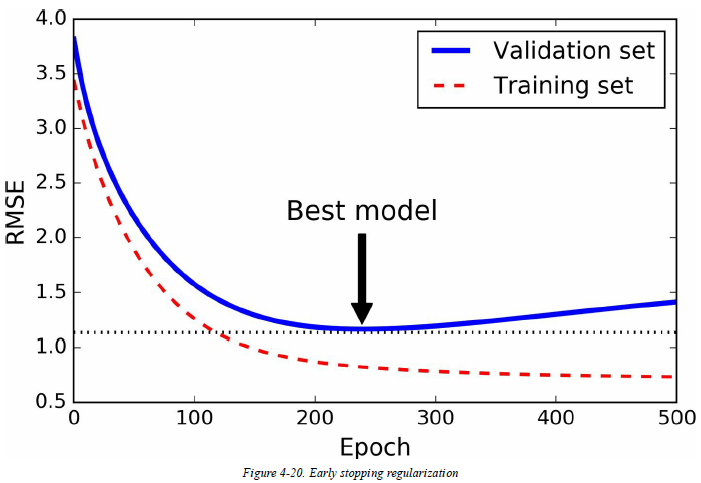 4.0
3.5
3.0
2.5
2.0
1.5
1.0
0.5
RMSE
Validation set
Training set
Best model
0 100 200 300 400 500
Epoch
Figure 4-20. Early stopping regularization